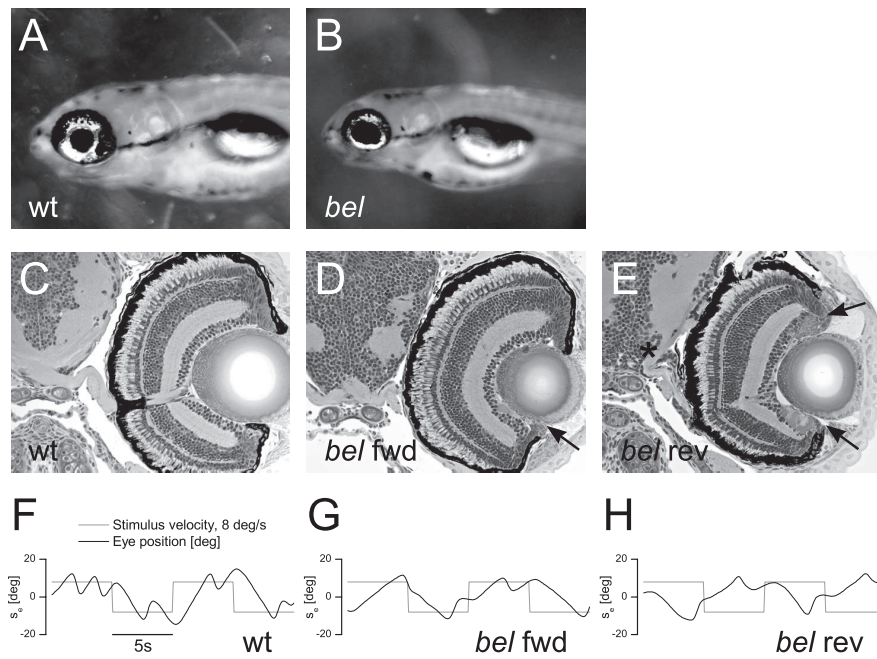 A
B
wt
bel
C
D
E
*
wt
bel fwd
bel rev
F
G
H
Stimulus velocity, 8 deg/s
Eye position [deg]
20
0
-20
sₑ [deg]
5s
wt
20
0
-20
sₑ [deg]
bel fwd
20
0
-20
sₑ [deg]
bel rev